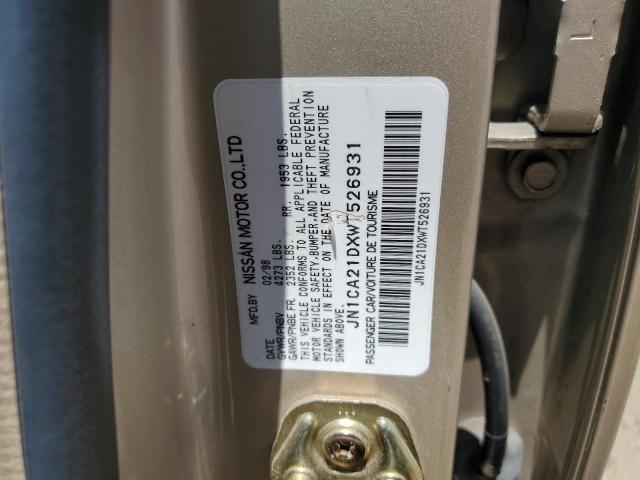 MFD.BY NISSAN MOTOR CO.,LTD
DATE 02/98
GVWR/PNBV 4273 LBS.
GAWR/PNBE FR. 2352 LBS. RR. 1953 LBS.
THIS VEHICLE CONFORMS TO ALL APPLICABLE FEDERAL
MOTOR VEHICLE SAFETY,BUMPER,AND THEFT PREVENTION
STANDARDS IN EFFECT ON THE DATE OF MANUFACTURE
SHOWN ABOVE.
JN1CA21DXWT526931
PASSENGER CAR/VOITURE DE TOURISME
JN1CA21DXWT526931
L